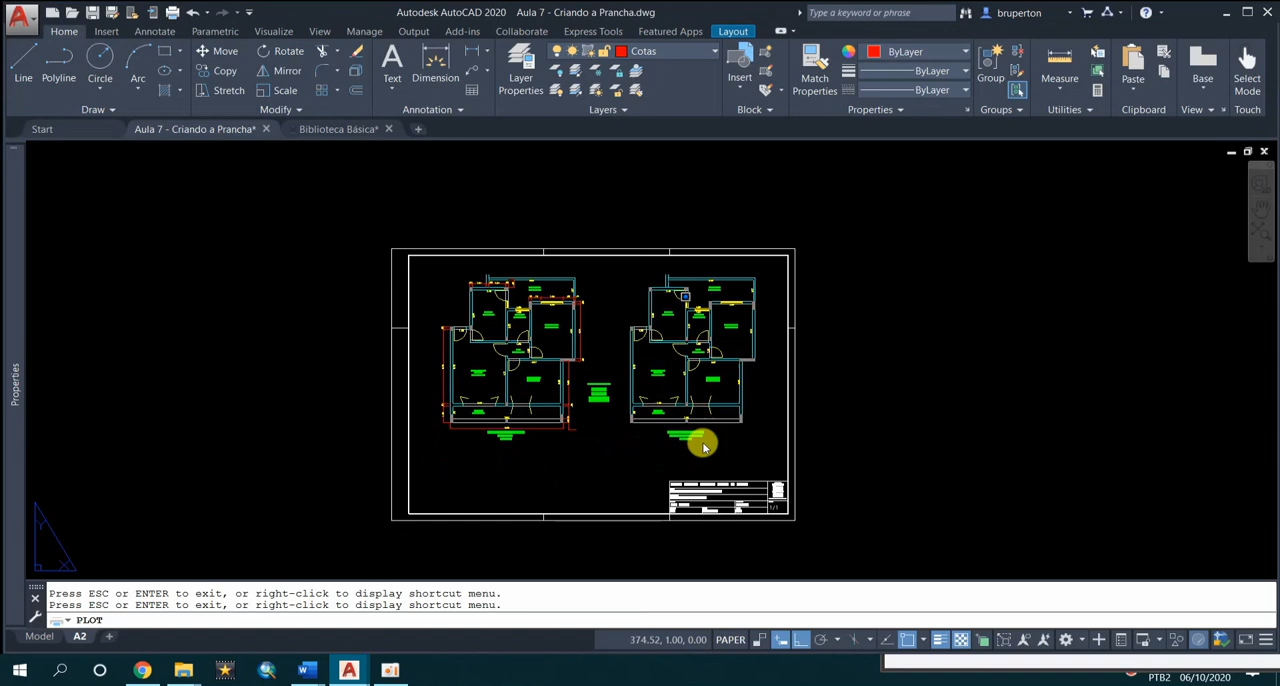 Autodesk AutoCAD 2020 Aula 7 - Criando a Prancha.dwg
Type a keyword or phrase
bruperton
Home Insert Annotate Parametric Visualize View Manage Output Add-ins Collaborate Express Tools Featured Apps Layout
Line Polyline Circle Arc
Move Rotate
Copy Mirror
Stretch Scale
Text Dimension
Layer Properties
Cotas
Insert
Match Properties
ByLayer
ByLayer
ByLayer
Group
Measure
Paste
Base
Select Mode
Draw Modify Annotation Layers Block Properties Groups Utilities Clipboard View Touch
Start Aula 7 - Criando a Prancha* Biblioteca Básica*
Properties
1/1
Y
X
Press ESC or ENTER to exit, or right-click to display shortcut menu.
Press ESC or ENTER to exit, or right-click to display shortcut menu.
PLOT
Model A2 374.52, 1.00, 0.00 PAPER
PTB2 06/10/2020